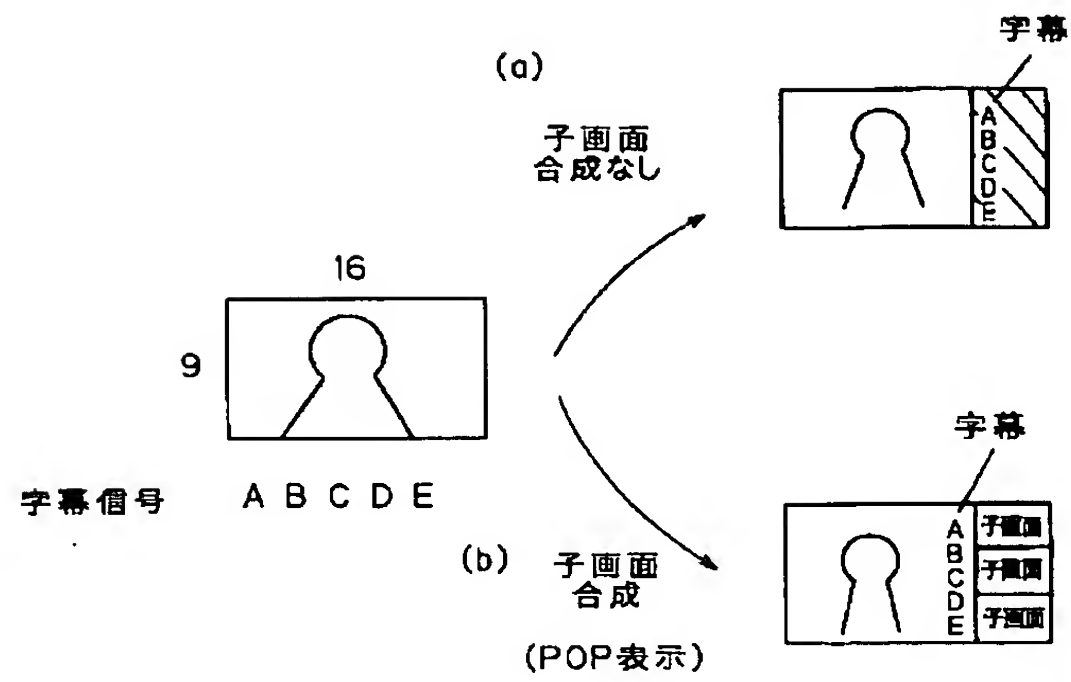 (a)
子画面
合成なし
字幕
A
B
C
D
E
16
9
字幕信号 A B C D E
(b) 子画面
合成
(POP表示)
字幕
A
B
C
D
E
子画面
子画面
子画面